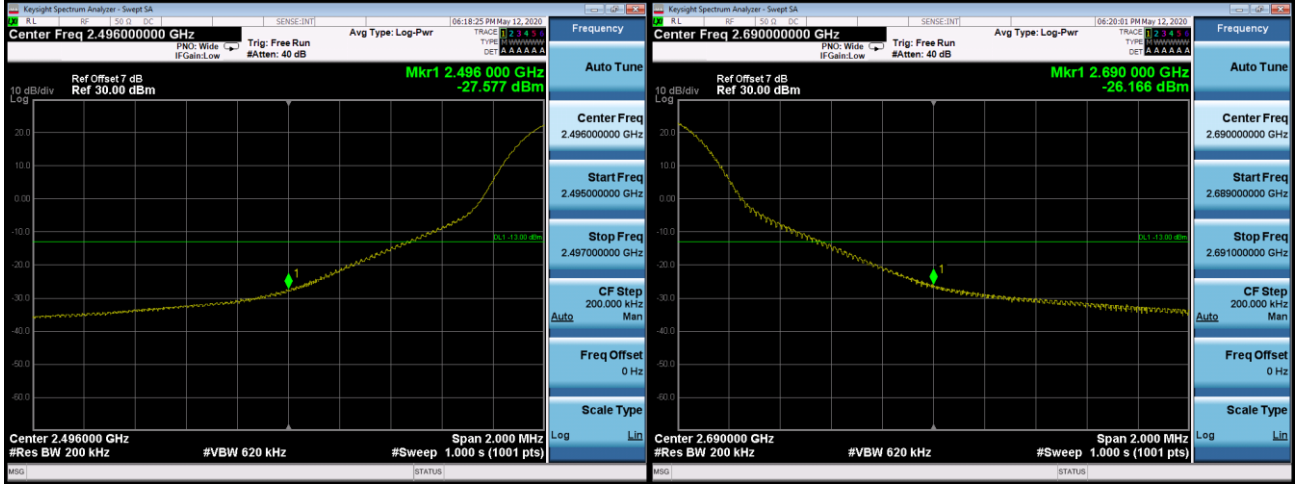 Keysight Spectrum Analyzer - Swept SA
RL RF 50 Ω DC SENSE:INT 06:18:25 PM May 12, 2020
Center Freq 2.496000000 GHz Avg Type: Log-Pwr TRACE 1 2 3 4 5 6
PNO: Wide Trig: Free Run TYPE M W W W W W
IFGain:Low #Atten: 40 dB DET A A A A A A
Ref Offset 7 dB Mkr1 2.496 000 GHz
10 dB/div Ref 30.00 dBm -27.577 dBm
Log
20.0
10.0
0.00
-10.0
DL1 -13.00 dBm
-20.0
1
-30.0
-40.0
-50.0
-60.0
Center 2.496000 GHz Span 2.000 MHz
#Res BW 200 kHz #VBW 620 kHz #Sweep 1.000 s (1001 pts)
MSG STATUS
Frequency
Auto Tune
Center Freq
2.496000000 GHz
Start Freq
2.495000000 GHz
Stop Freq
2.497000000 GHz
CF Step
200.000 kHz
Auto Man
Freq Offset
0 Hz
Scale Type
Log Lin
Keysight Spectrum Analyzer - Swept SA
RL RF 50 Ω DC SENSE:INT 06:20:01 PM May 12, 2020
Center Freq 2.690000000 GHz Avg Type: Log-Pwr TRACE 1 2 3 4 5 6
PNO: Wide Trig: Free Run TYPE M W W W W W
IFGain:Low #Atten: 40 dB DET A A A A A A
Ref Offset 7 dB Mkr1 2.690 000 GHz
10 dB/div Ref 30.00 dBm -26.166 dBm
Log
20.0
10.0
0.00
-10.0
DL1 -13.00 dBm
-20.0
1
-30.0
-40.0
-50.0
-60.0
Center 2.690000 GHz Span 2.000 MHz
#Res BW 200 kHz #VBW 620 kHz #Sweep 1.000 s (1001 pts)
MSG STATUS
Frequency
Auto Tune
Center Freq
2.690000000 GHz
Start Freq
2.689000000 GHz
Stop Freq
2.691000000 GHz
CF Step
200.000 kHz
Auto Man
Freq Offset
0 Hz
Scale Type
Log Lin